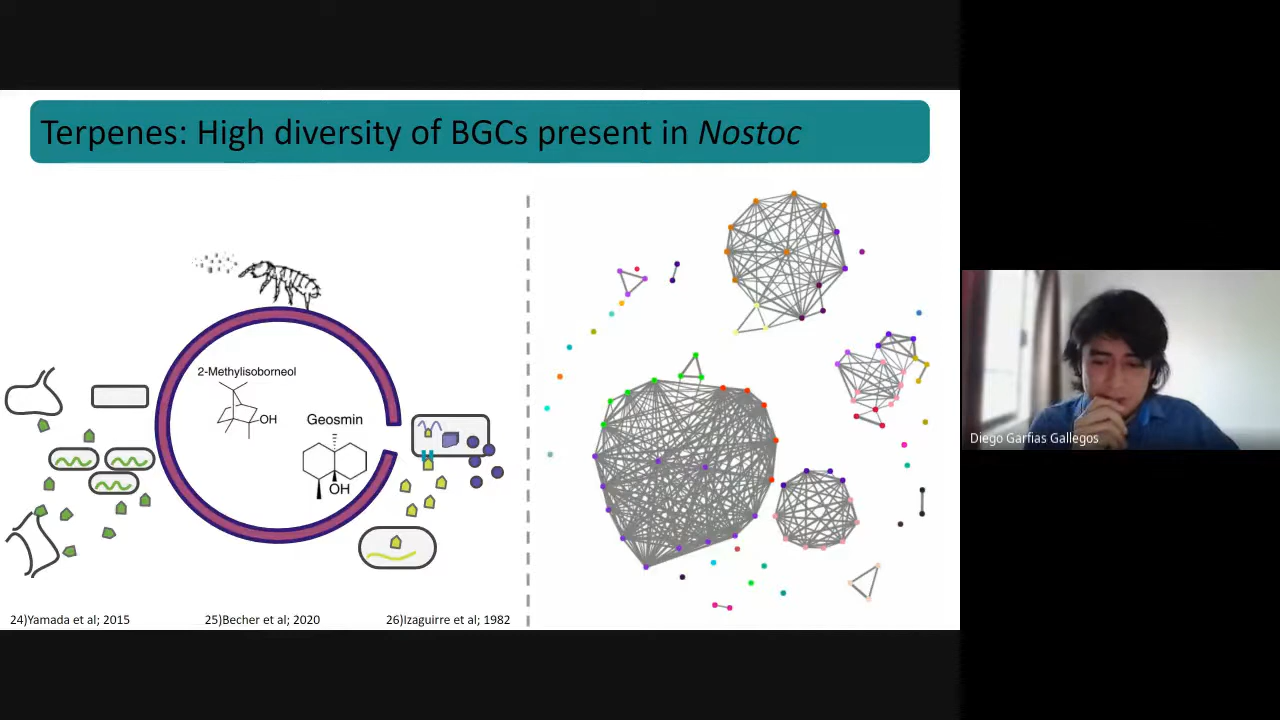 Terpenes: High diversity of BGCs present in Nostoc
2-Methylisoborneol
OH
Geosmin
OH
24)Yamada et al; 2015
25)Becher et al; 2020
26)Izaguirre et al; 1982
Diego Garfias Gallegos